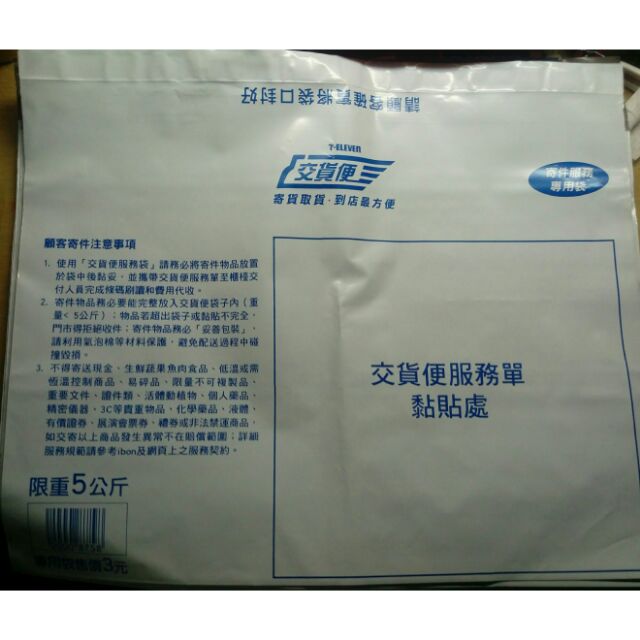 請顧客確實將袋口封好
7-ELEVEN
交貨便
寄貨取貨・到店最方便
寄件服務
專用袋
顧客寄件注意事項
1. 使用「交貨便服務袋」請務必將寄件物品放置
於袋中後黏妥，並攜帶交貨便服務單至櫃檯交
付人員完成條碼刷讀和費用代收。
2. 寄件物品務必要能完整放入交貨便袋子內（重
量< 5公斤）；物品若超出袋子或黏貼不完全，
門市得拒絕收件；寄件物品務必「妥善包裝」，
請利用氣泡棉等材料保護，避免配送過程中碰
撞毀損。
3. 不得寄送現金、生鮮蔬果魚肉食品、低溫或需
恆溫控制商品、易碎品、限量不可複製品、
重要文件、證件類、活體動植物、個人藥品、
精密儀器、3C等貴重物品、化學藥品、液體、
有價證券、展演會票券、禮券或非法禁運商品，
如交寄以上商品發生異常不在賠償範圍；詳細
服務規範請參考ibon及網頁上之服務契約。
限重5公斤
專用袋售價3元
交貨便服務單
黏貼處